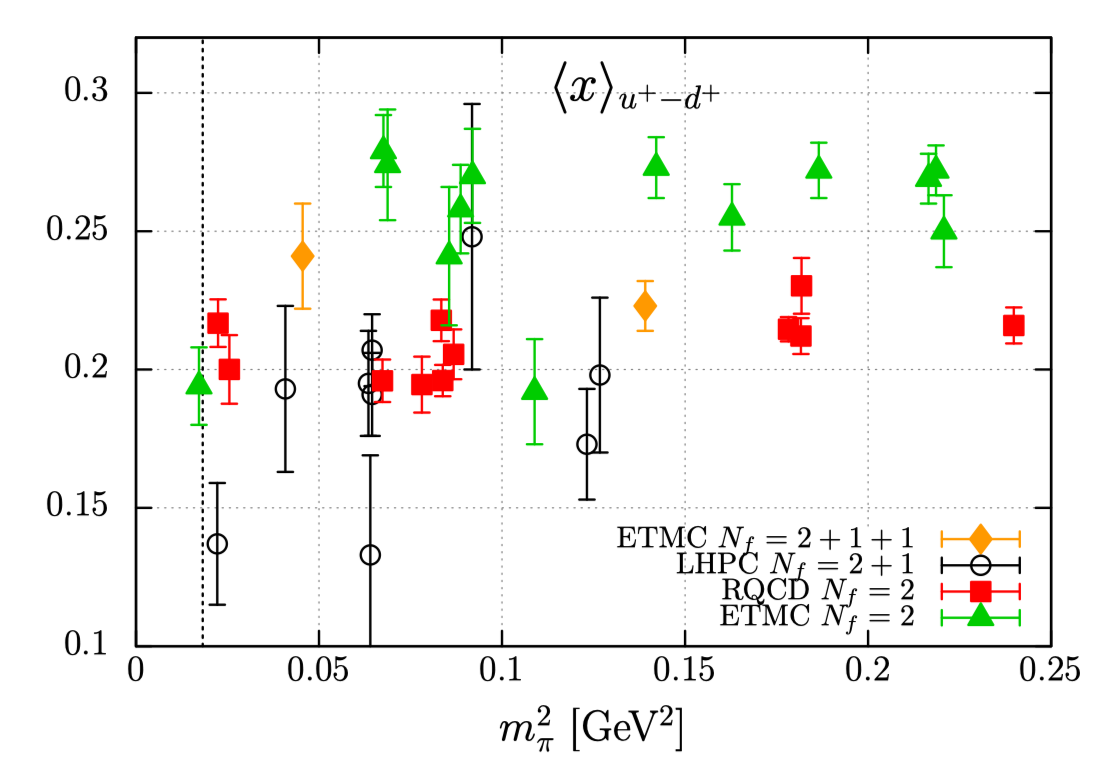 ⟨x⟩u⁺−d⁺
0.3
0.25
0.2
0.15
0.1
ETMC Nf = 2 + 1 + 1
LHPC Nf = 2 + 1
RQCD Nf = 2
ETMC Nf = 2
0 0.05 0.1 0.15 0.2 0.25
m²π [GeV²]